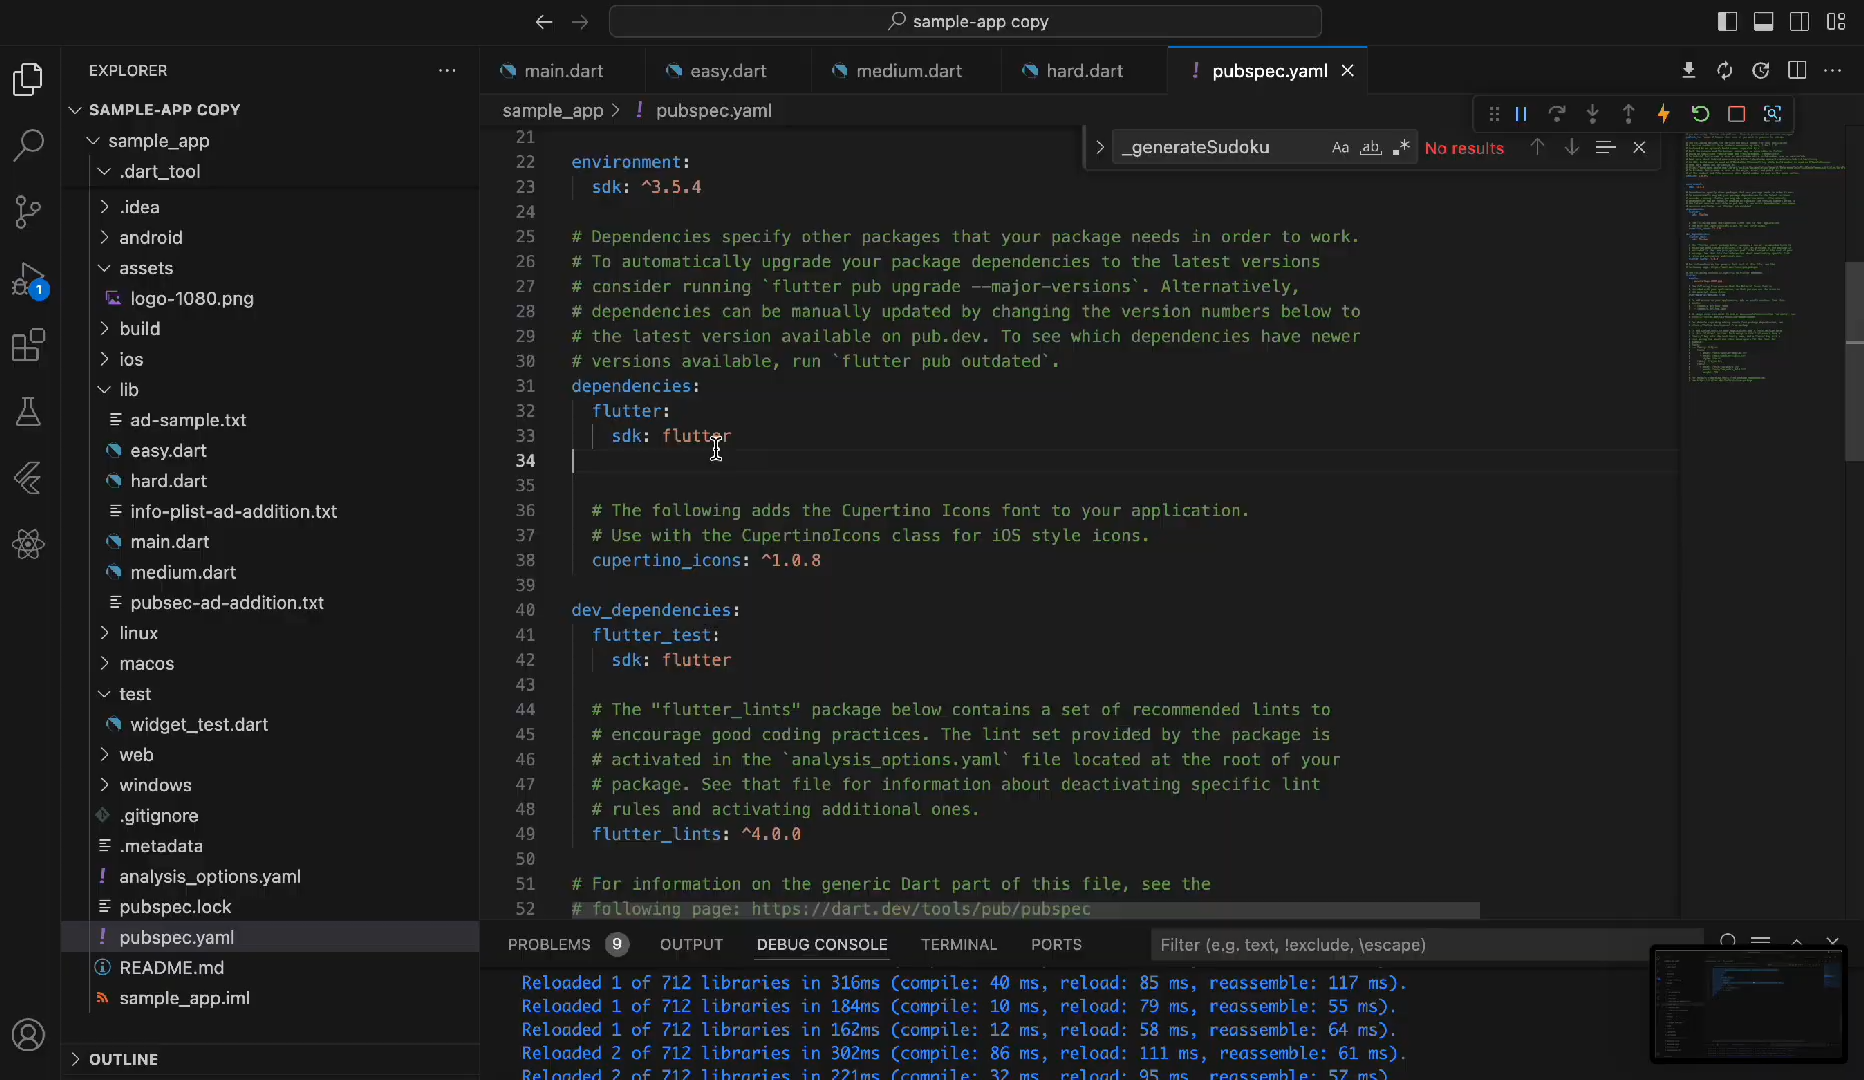 sample-app copy
EXPLORER
SAMPLE-APP COPY
sample_app
.dart_tool
.idea
android
assets
logo-1080.png
build
ios
lib
ad-sample.txt
easy.dart
hard.dart
info-plist-ad-addition.txt
main.dart
medium.dart
pubsec-ad-addition.txt
linux
macos
test
widget_test.dart
web
windows
.gitignore
.metadata
analysis_options.yaml
pubspec.lock
pubspec.yaml
README.md
sample_app.iml
OUTLINE
1
main.dart easy.dart medium.dart hard.dart pubspec.yaml
sample_app > pubspec.yaml
_generateSudoku Aa ab No results
21
22 environment:
23 sdk: ^3.5.4
24
25 # Dependencies specify other packages that your package needs in order to work.
26 # To automatically upgrade your package dependencies to the latest versions
27 # consider running `flutter pub upgrade --major-versions`. Alternatively,
28 # dependencies can be manually updated by changing the version numbers below to
29 # the latest version available on pub.dev. To see which dependencies have newer
30 # versions available, run `flutter pub outdated`.
31 dependencies:
32 flutter:
33 sdk: flutter
34
35
36 # The following adds the Cupertino Icons font to your application.
37 # Use with the CupertinoIcons class for iOS style icons.
38 cupertino_icons: ^1.0.8
39
40 dev_dependencies:
41 flutter_test:
42 sdk: flutter
43
44 # The "flutter_lints" package below contains a set of recommended lints to
45 # encourage good coding practices. The lint set provided by the package is
46 # activated in the `analysis_options.yaml` file located at the root of your
47 # package. See that file for information about deactivating specific lint
48 # rules and activating additional ones.
49 flutter_lints: ^4.0.0
50
51 # For information on the generic Dart part of this file, see the
52 # following page: https://dart.dev/tools/pub/pubspec
PROBLEMS 9 OUTPUT DEBUG CONSOLE TERMINAL PORTS Filter (e.g. text, !exclude, \escape)
Reloaded 1 of 712 libraries in 316ms (compile: 40 ms, reload: 85 ms, reassemble: 117 ms).
Reloaded 1 of 712 libraries in 184ms (compile: 10 ms, reload: 79 ms, reassemble: 55 ms).
Reloaded 1 of 712 libraries in 162ms (compile: 12 ms, reload: 58 ms, reassemble: 64 ms).
Reloaded 2 of 712 libraries in 302ms (compile: 86 ms, reload: 111 ms, reassemble: 61 ms).
Reloaded 2 of 712 libraries in 221ms (compile: 32 ms, reload: 95 ms, reassemble: 57 ms).